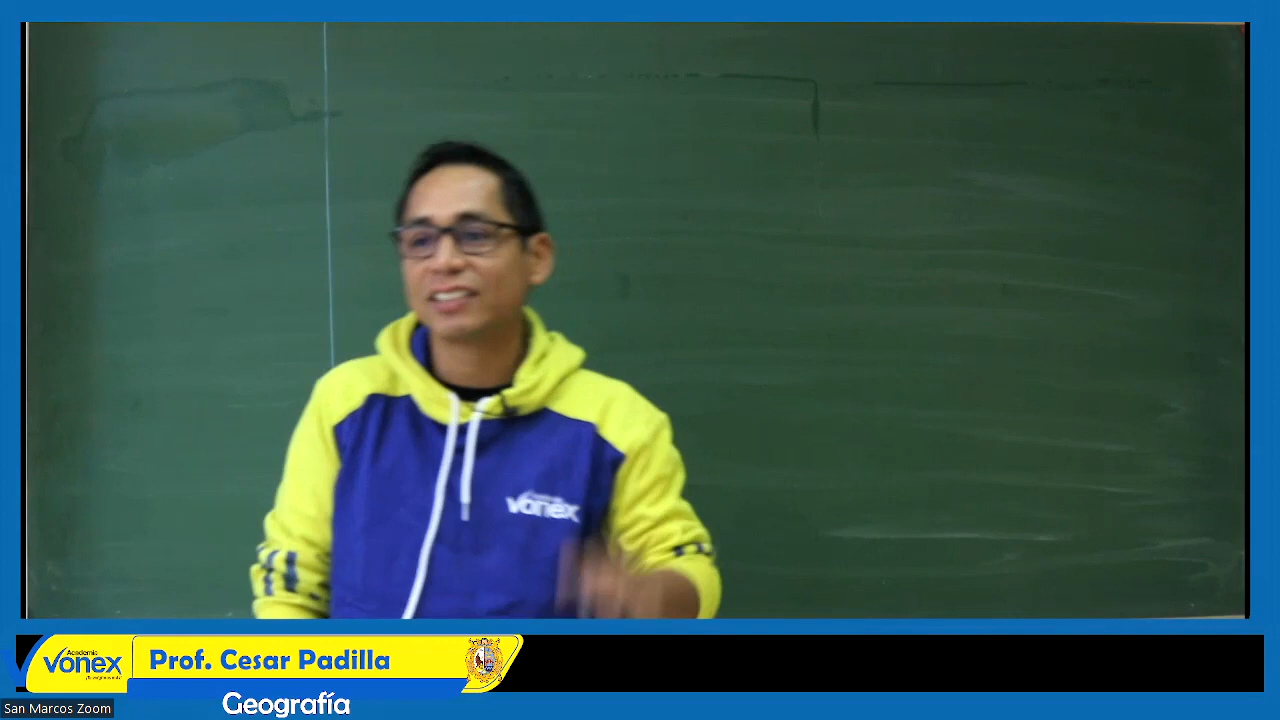 vonex
Academia
vonex
Prof. Cesar Padilla
Geografía
San Marcos Zoom